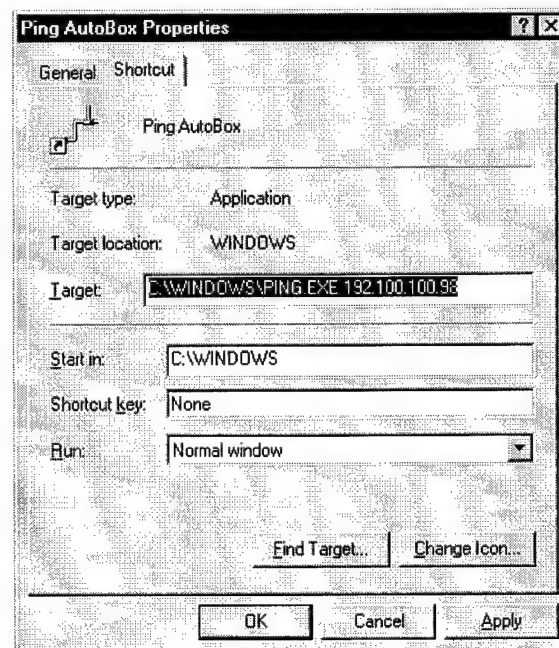 Ping AutoBox Properties
General Shortcut
Ping AutoBox
Target type: Application
Target location: WINDOWS
Target: C:\WINDOWS\PING.EXE 192.100.100.98
Start in: C:\WINDOWS
Shortcut key: None
Run: Normal window
Find Target... Change Icon...
OK Cancel Apply